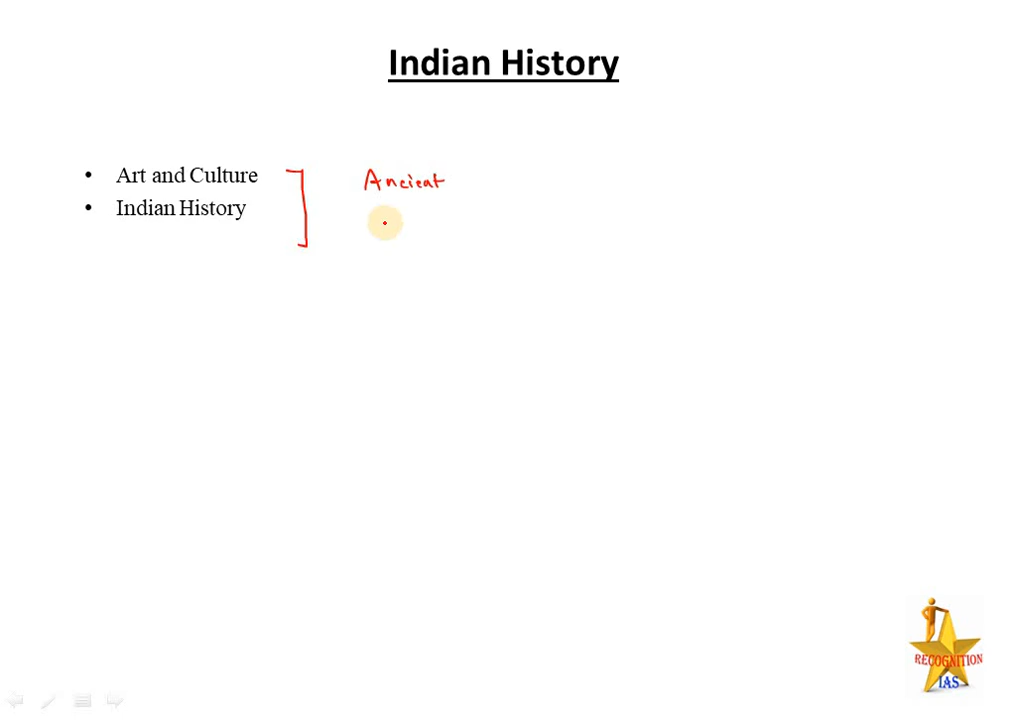 Indian History
• Art and Culture
• Indian History
Ancient
RECOGNITION
IAS